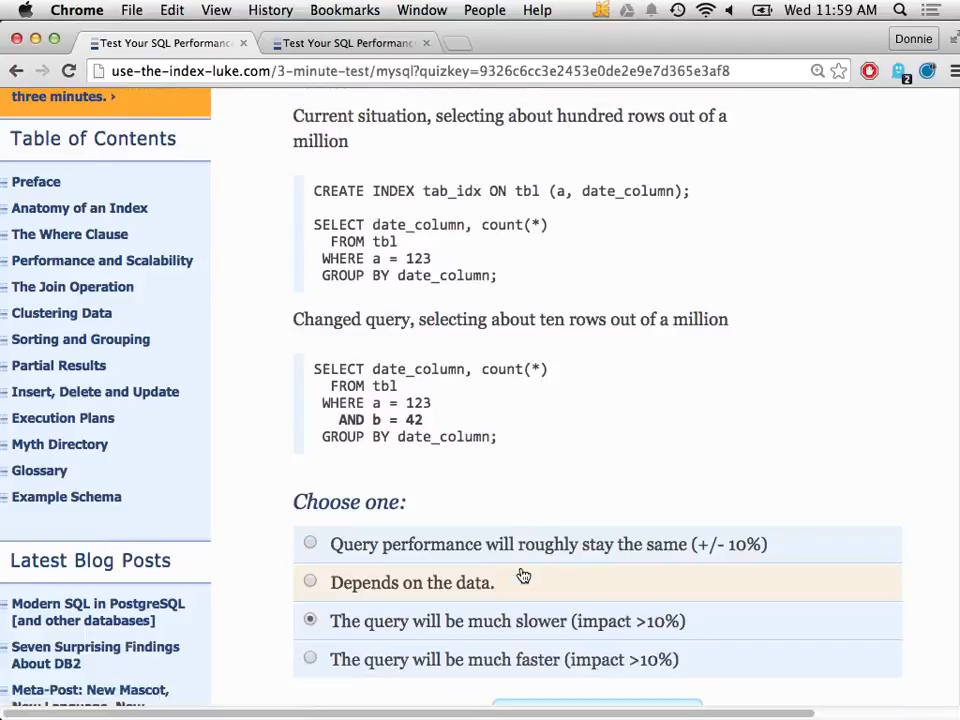 Chrome File Edit View History Bookmarks Window People Help Wed 11:59 AM
Test Your SQL Performanc
Test Your SQL Performanc
Donnie
use-the-index-luke.com/3-minute-test/mysql?quizkey=9326c6cc3e2453e0de2e9e7d365e3af8
2
three minutes. ›
Table of Contents
Preface
Anatomy of an Index
The Where Clause
Performance and Scalability
The Join Operation
Clustering Data
Sorting and Grouping
Partial Results
Insert, Delete and Update
Execution Plans
Myth Directory
Glossary
Example Schema
Latest Blog Posts
Modern SQL in PostgreSQL
[and other databases]
Seven Surprising Findings
About DB2
Meta-Post: New Mascot,
New Language, New
Current situation, selecting about hundred rows out of a
million
CREATE INDEX tab_idx ON tbl (a, date_column);
SELECT date_column, count(*)
FROM tbl
WHERE a = 123
GROUP BY date_column;
Changed query, selecting about ten rows out of a million
SELECT date_column, count(*)
FROM tbl
WHERE a = 123
AND b = 42
GROUP BY date_column;
Choose one:
Query performance will roughly stay the same (+/- 10%)
Depends on the data.
The query will be much slower (impact >10%)
The query will be much faster (impact >10%)